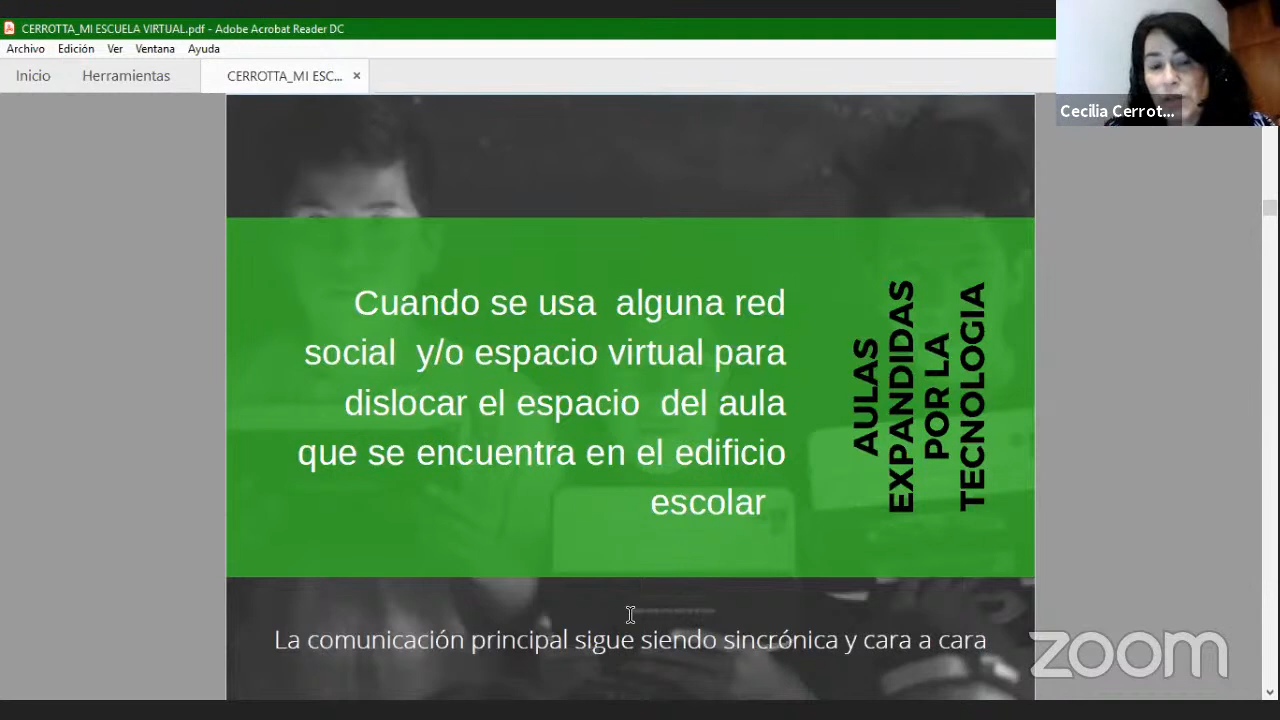 CERROTTA_MI ESCUELA VIRTUAL.pdf - Adobe Acrobat Reader DC
Archivo Edición Ver Ventana Ayuda
Inicio Herramientas CERROTTA_MI ESC... ×
Cecilia Cerrot...
Cuando se usa alguna red
social y/o espacio virtual para
dislocar el espacio del aula
que se encuentra en el edificio
escolar
AULAS
EXPANDIDAS
POR LA
TECNOLOGIA
La comunicación principal sigue siendo sincrónica y cara a cara
zoom